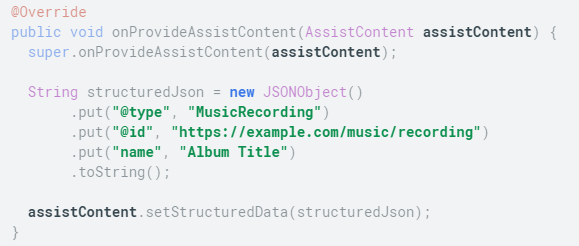 @Override
public void onProvideAssistContent(AssistContent assistContent) {
  super.onProvideAssistContent(assistContent);

  String structuredJson = new JSONObject()
       .put("@type", "MusicRecording")
       .put("@id", "https://example.com/music/recording")
       .put("name", "Album Title")
       .toString();

  assistContent.setStructuredData(structuredJson);
}